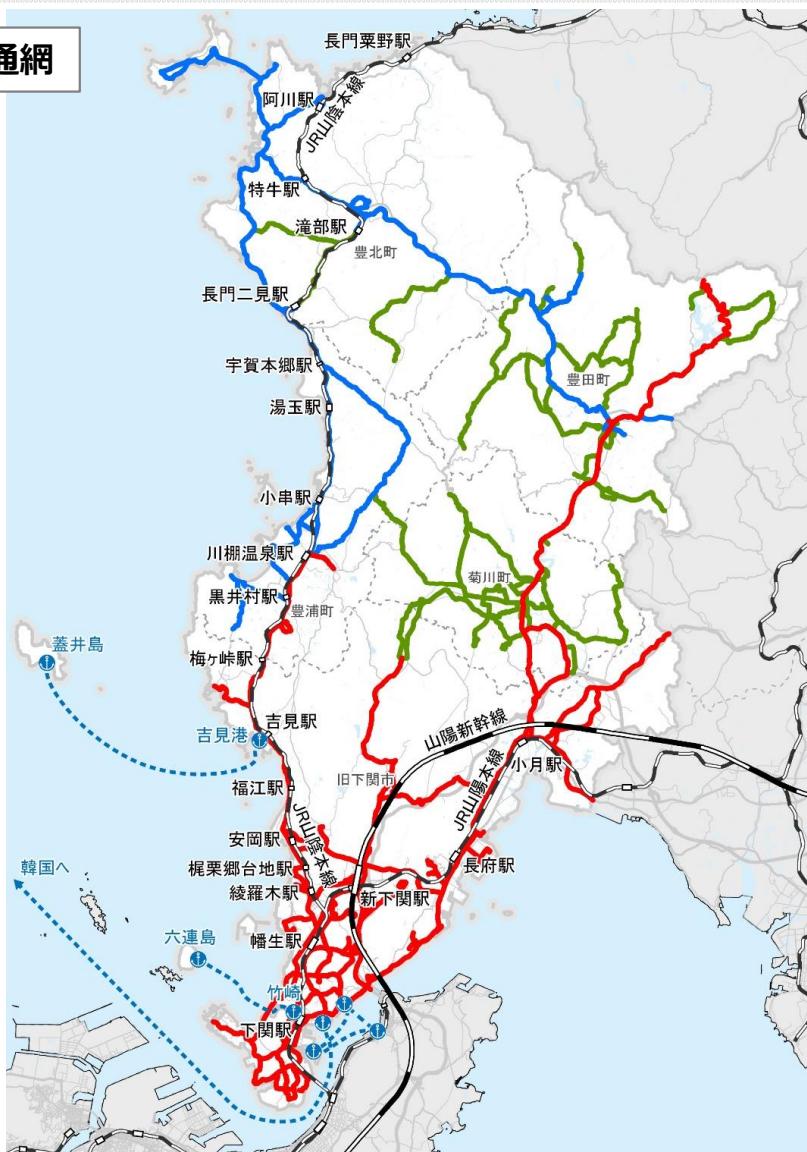 通網
長門粟野駅
阿川駅
JR山陰本線
特牛駅
滝部駅
豊北町
長門二見駅
宇賀本郷駅
豊田町
湯玉駅
小串駅
川棚温泉駅
菊川町
黒井村駅
豊浦町
蓋井島
梅ヶ峠駅
吉見駅
山陽新幹線
吉見港
小月駅
旧下関市
福江駅
JR山陽本線
JR山陰本線
安岡駅
長府駅
韓国へ
梶栗郷台地駅
綾羅木駅
新下関駅
六連島
幡生駅
竹崎
下関駅